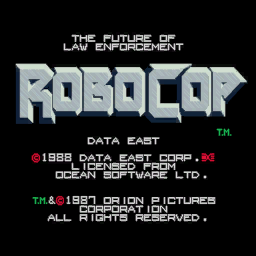 THE FUTURE OF
LAW ENFORCEMENT
ROBOCOP
T.M.
DATA EAST
©1988 DATA EAST CORP.
LICENSED FROM
OCEAN SOFTWARE LTD.
T.M.&©1987 ORION PICTURES
CORPORATION
ALL RIGHTS RESERVED.